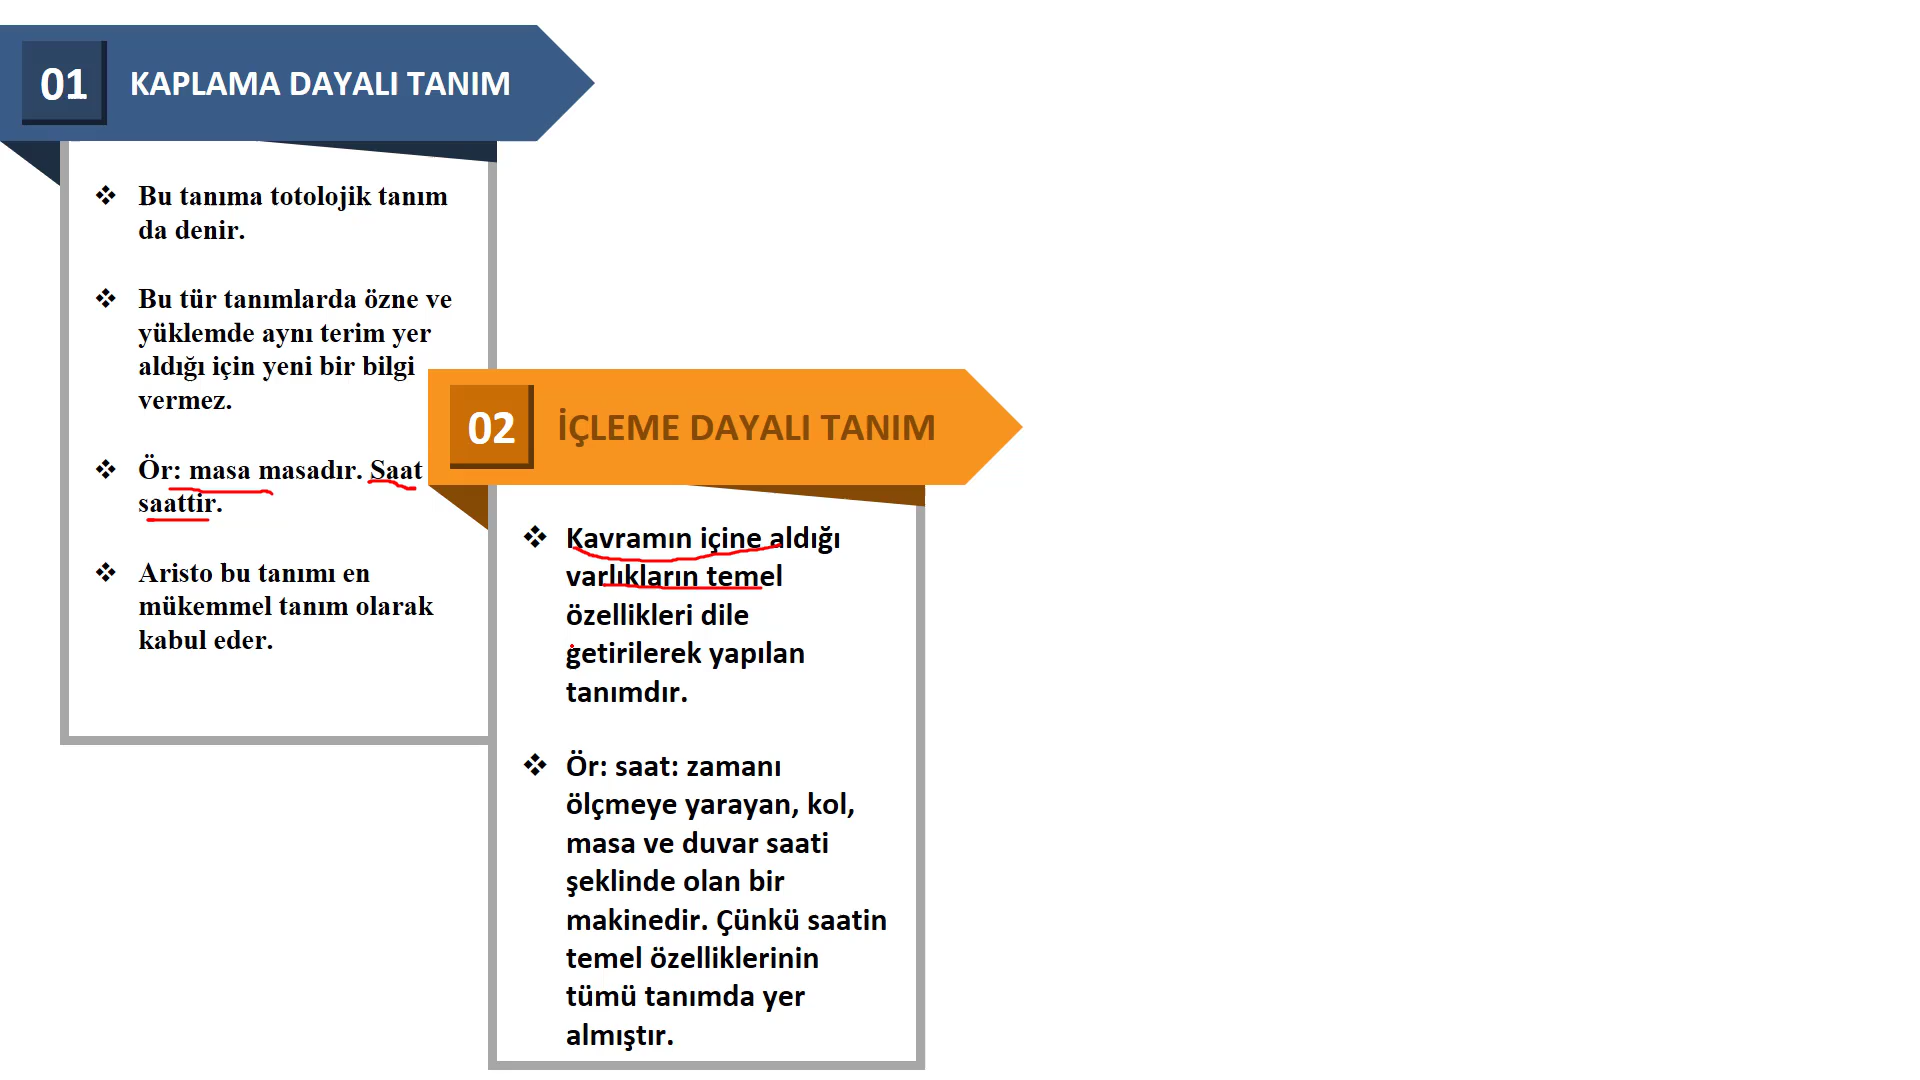 01
KAPLAMA DAYALI TANIM
❖ Bu tanıma totolojik tanım
da denir.
❖ Bu tür tanımlarda özne ve
yüklemde aynı terim yer
aldığı için yeni bir bilgi
vermez.
❖ Ör: masa masadır. Saat
saattir.
❖ Aristo bu tanımı en
mükemmel tanım olarak
kabul eder.
02
İÇLEME DAYALI TANIM
❖ Kavramın içine aldığı
varlıkların temel
özellikleri dile
getirilerek yapılan
tanımdır.
❖ Ör: saat: zamanı
ölçmeye yarayan, kol,
masa ve duvar saati
şeklinde olan bir
makinedir. Çünkü saatin
temel özelliklerinin
tümü tanımda yer
almıştır.